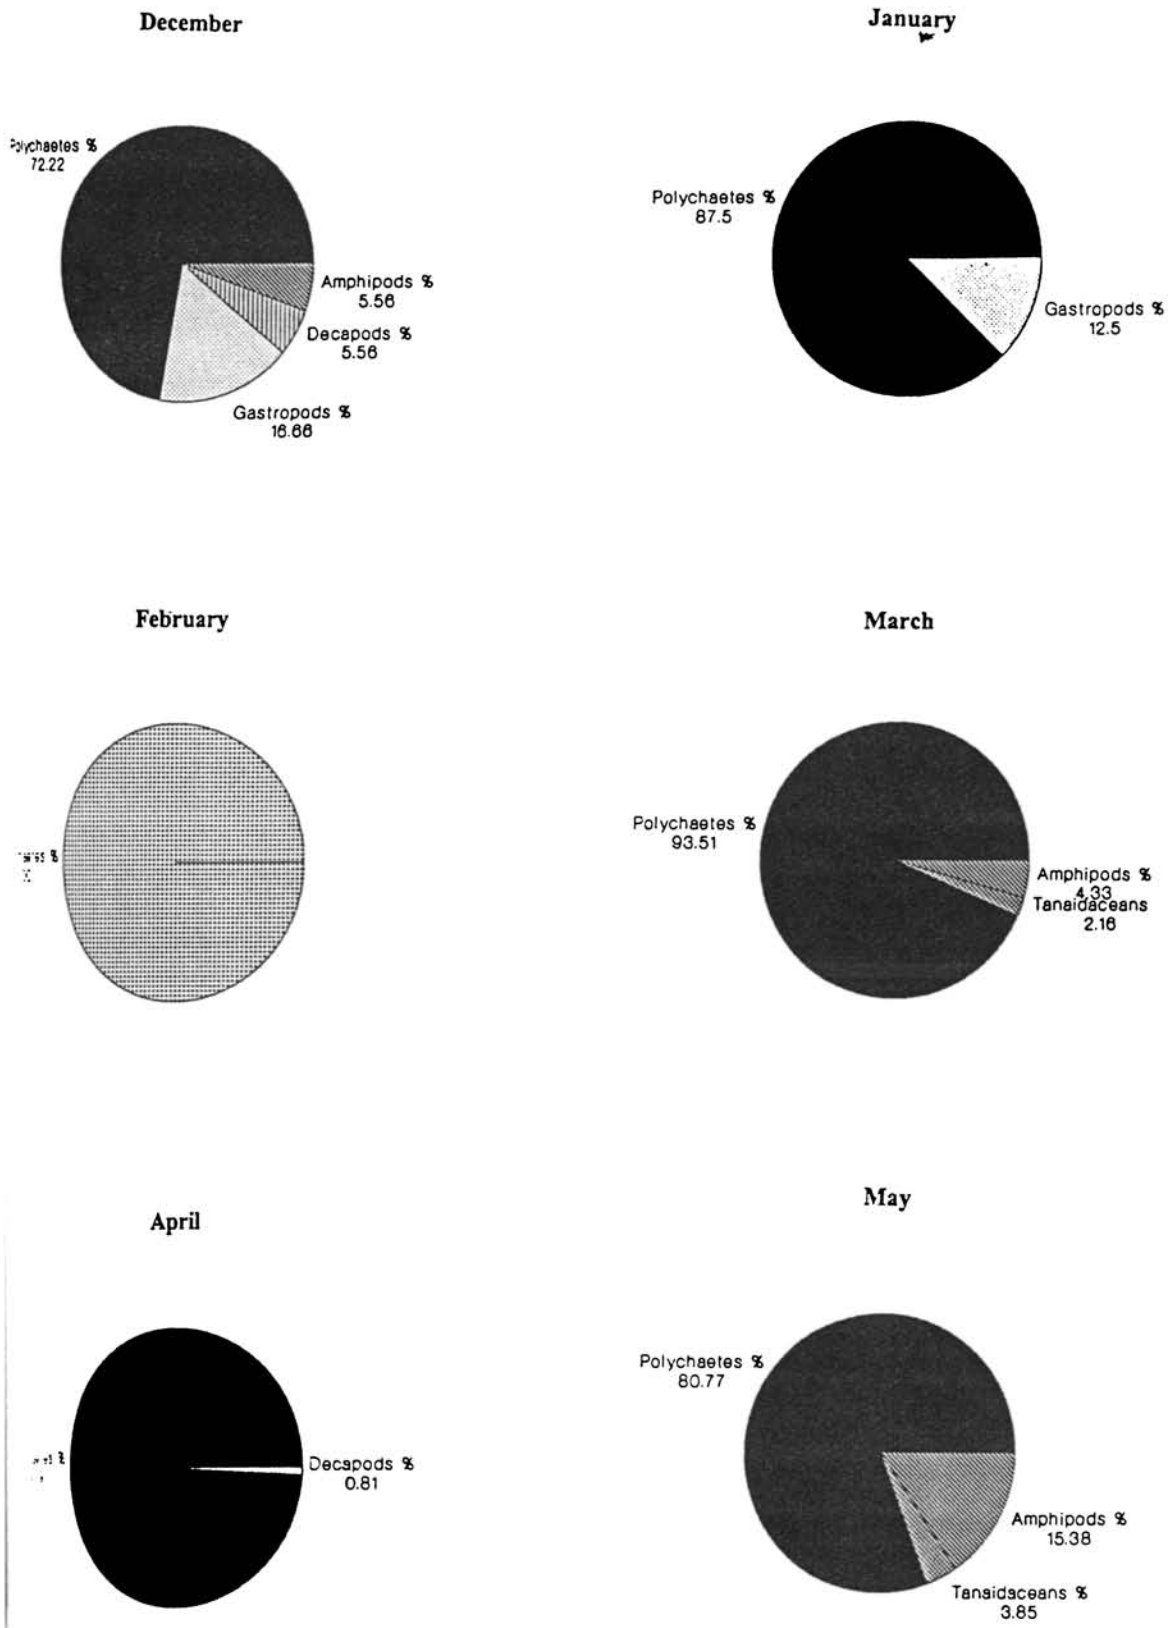 December
January
Polychaetes %
72.22
Amphipods %
5.56
Decapods %
5.56
Gastropods %
16.66
Polychaetes %
87.5
Gastropods %
12.5
February
March
%
Polychaetes %
93.51
Amphipods %
4.33
Tanaidaceans
2.16
April
May
%
Decapods %
0.81
Polychaetes %
80.77
Amphipods %
15.38
Tanaidaceans %
3.85